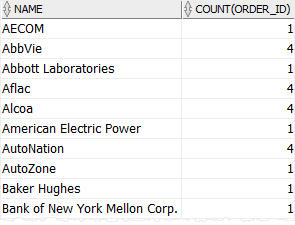 NAME COUNT(ORDER_ID)
AECOM 1
AbbVie 4
Abbott Laboratories 1
Aflac 4
Alcoa 4
American Electric Power 1
AutoNation 4
AutoZone 1
Baker Hughes 1
Bank of New York Mellon Corp. 1